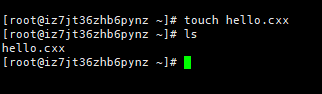 [root@iz7jt36zhb6pynz ~]# touch hello.cxx
[root@iz7jt36zhb6pynz ~]# ls
hello.cxx
[root@iz7jt36zhb6pynz ~]#